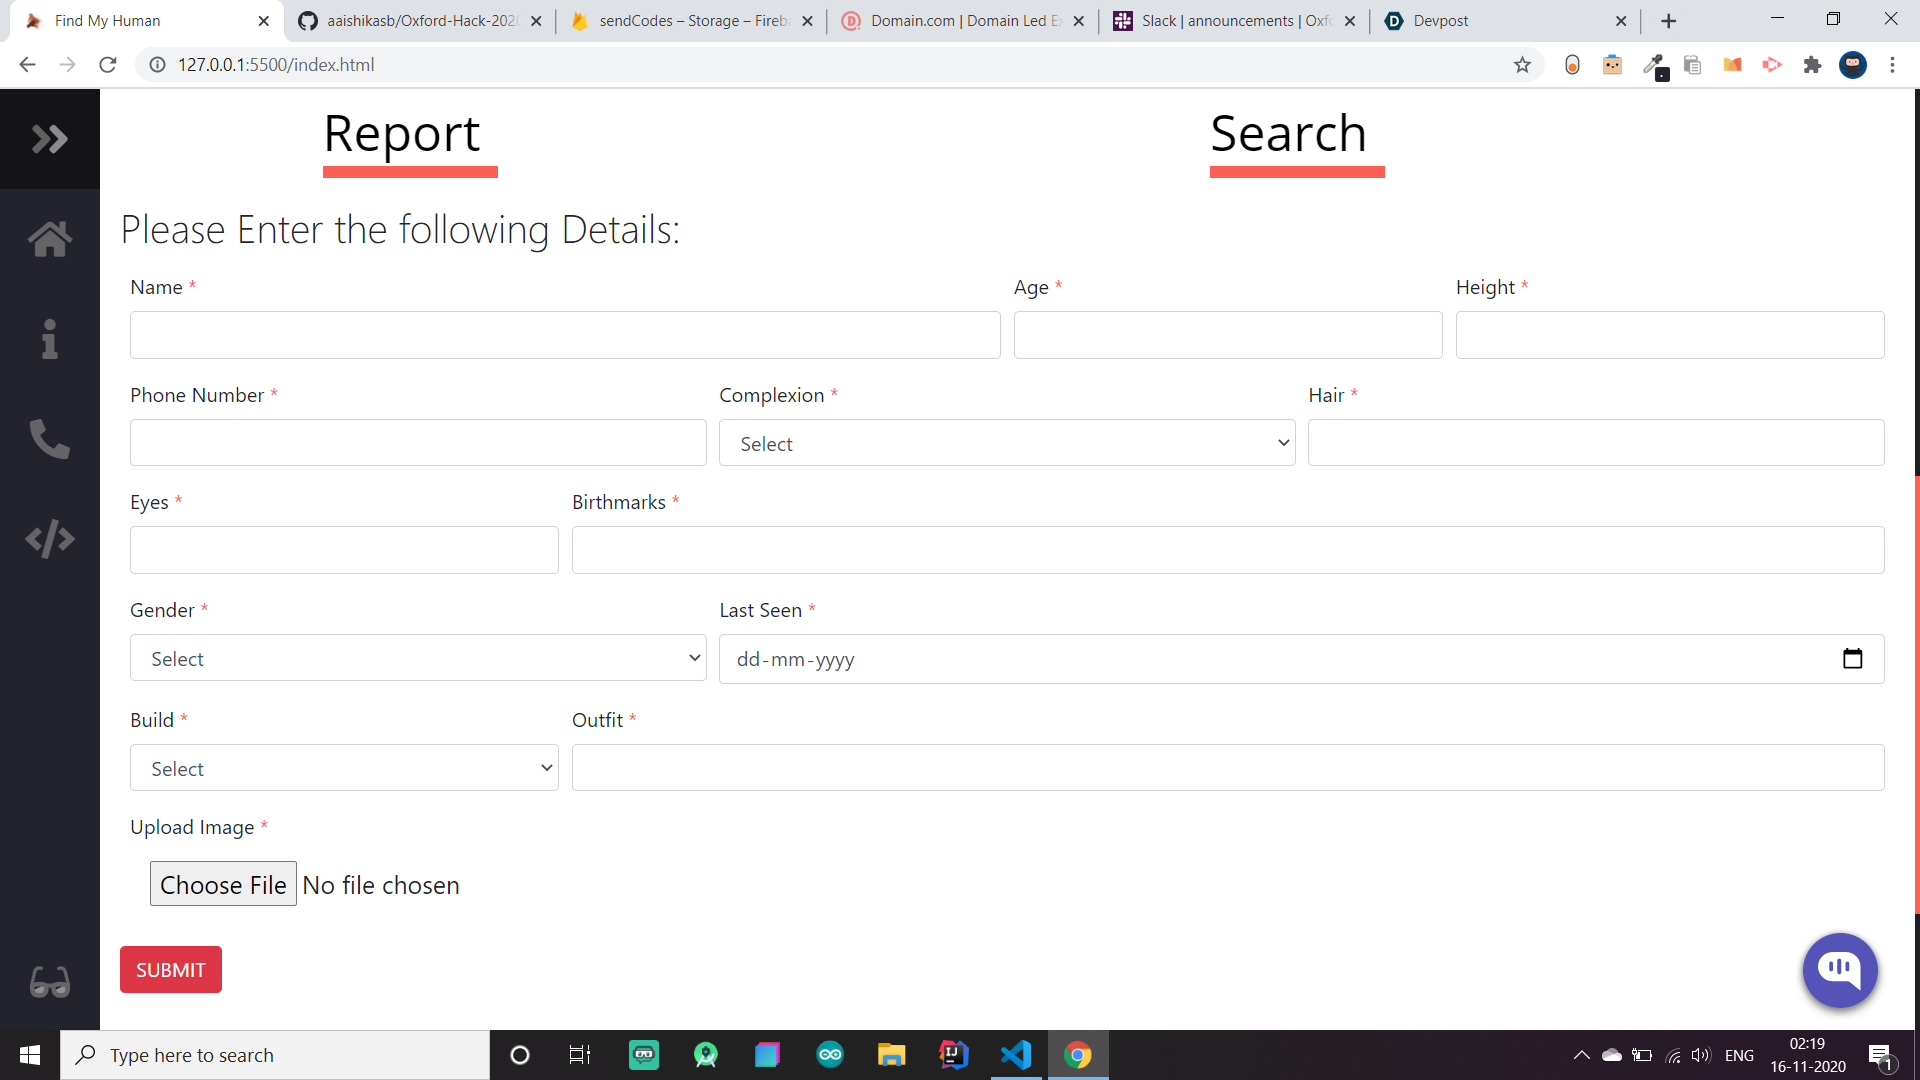 Find My Human
aaishikasb/Oxford-Hack-2020
sendCodes – Storage – Fireb
Domain.com | Domain Led E
Slack | announcements | Oxfo
Devpost
127.0.0.1:5500/index.html
Report
Search
Please Enter the following Details:
Name *
Age *
Height *
Phone Number *
Complexion *
Hair *
Select
Eyes *
Birthmarks *
Gender *
Last Seen *
Select
dd-mm-yyyy
Build *
Outfit *
Select
Upload Image *
Choose File No file chosen
SUBMIT
Type here to search
ENG
02:19
16-11-2020
1